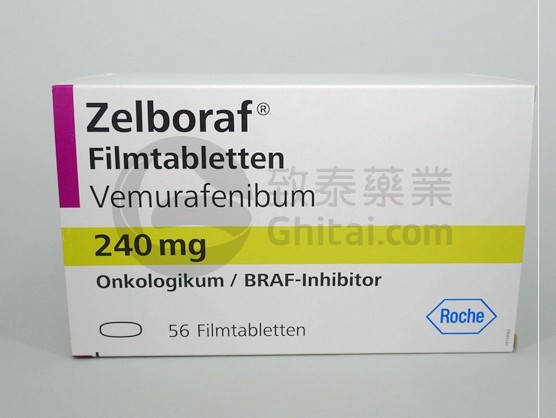 Zelboraf®
Filmtabletten
Vemurafenibum
致泰藥業
Ghitai.com
240 mg
Onkologikum / BRAF-Inhibitor
56 Filmtabletten
Roche